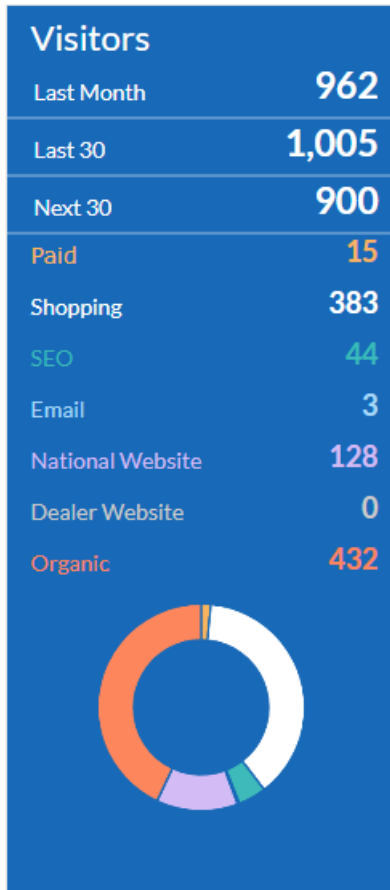 Visitors
Last Month 962
Last 30 1,005
Next 30 900
Paid 15
Shopping 383
SEO 44
Email 3
National Website 128
Dealer Website 0
Organic 432